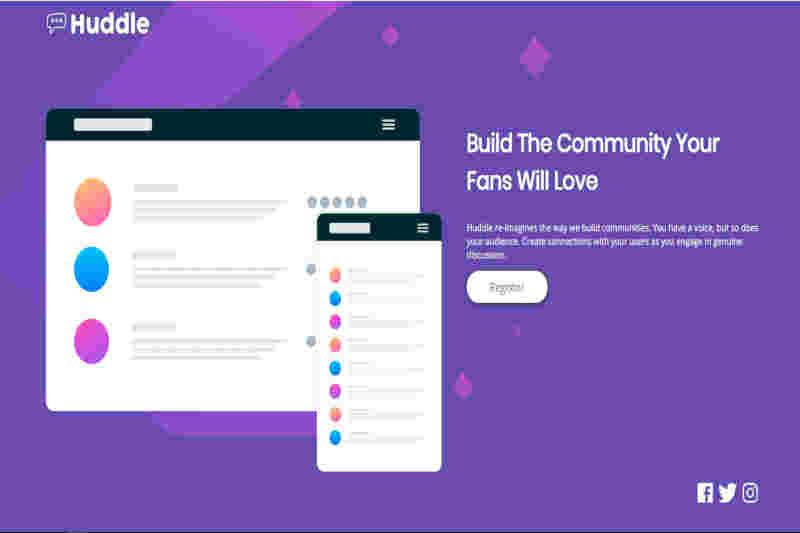 Huddle
Build The Community Your
Fans Will Love
Huddle re-imagines the way we build communities. You have a voice, but so does
your audience. Create connections with your users as you engage in genuine
discussion.
Register